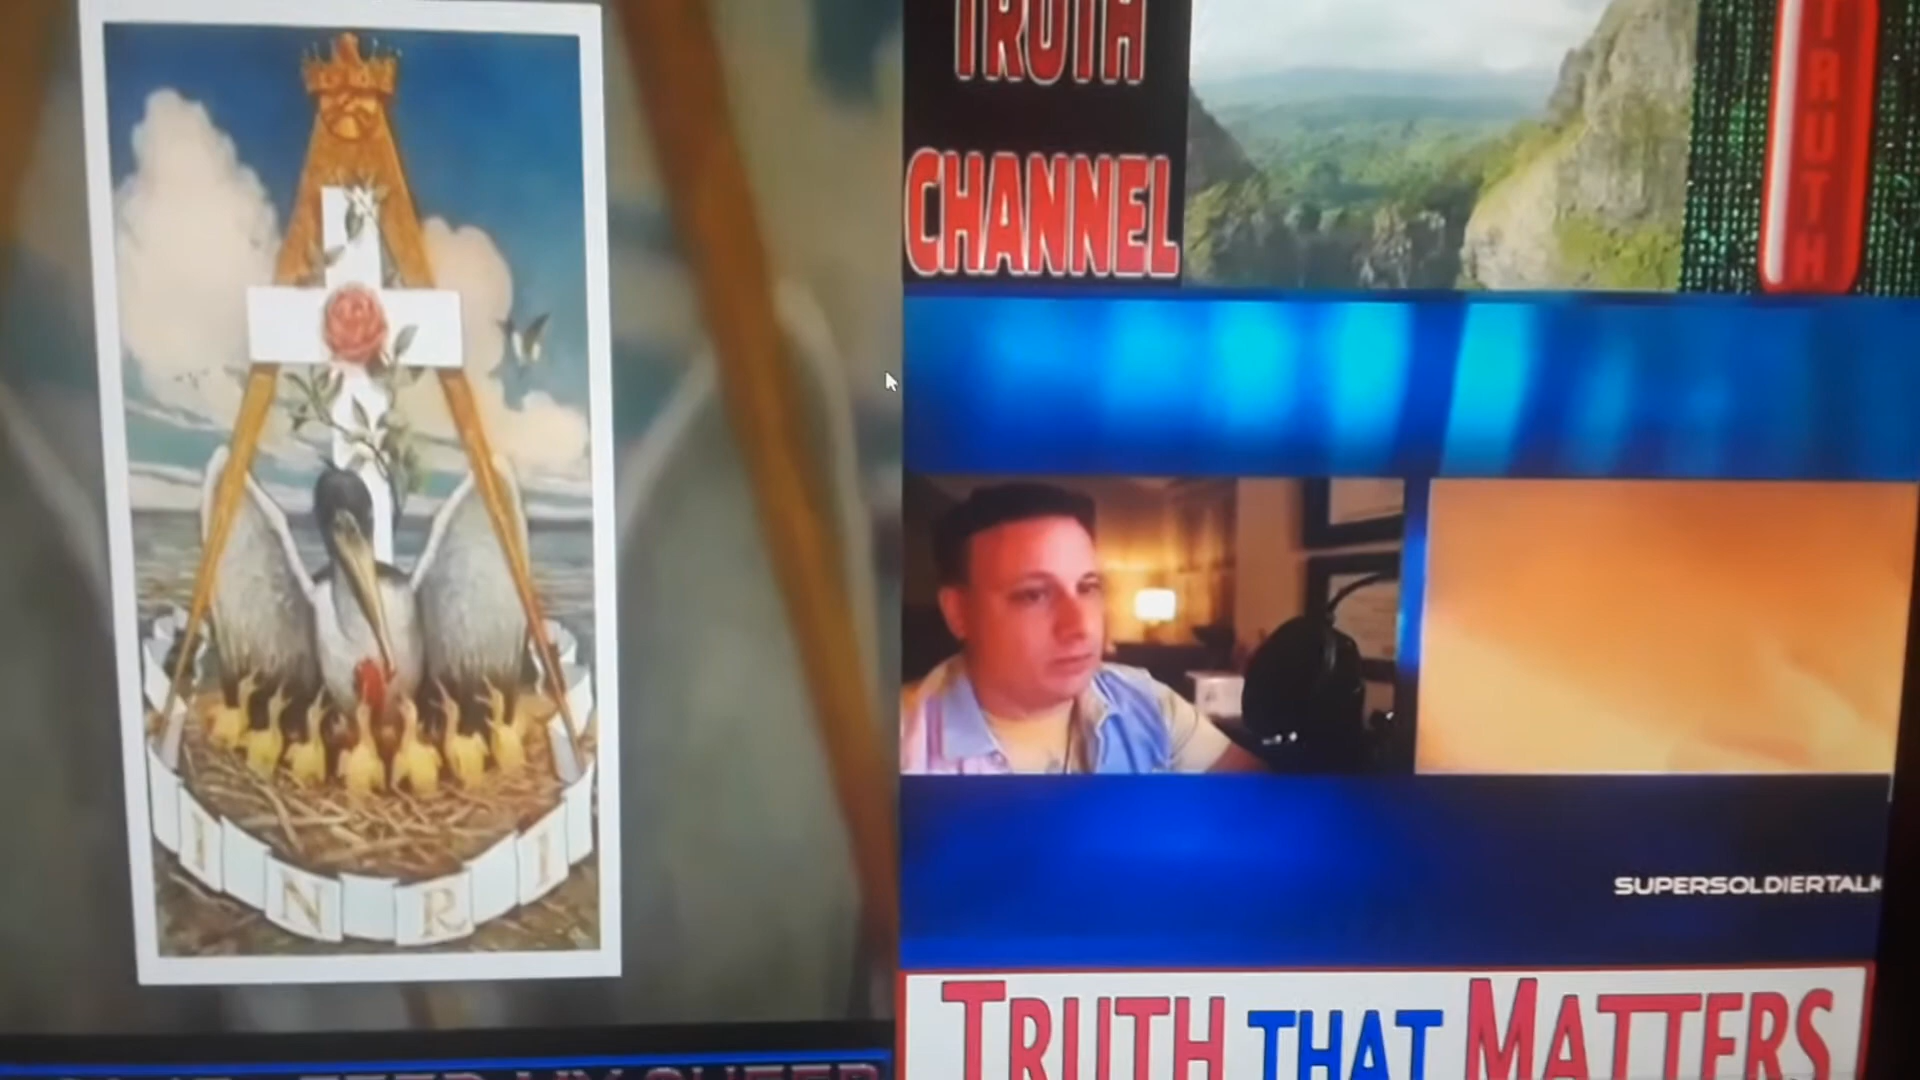 TRUTH
CHANNEL
TRUTH
I N R I
SUPERSOLDIERTALK
TRUTH THAT MATTERS